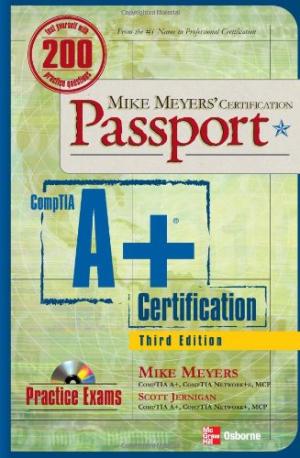 Copyrighted Material
From the #1 Name in Professional Certification
test yourself with
200
practice questions
MIKE MEYERS' CERTIFICATION
Passport
CompTIA
A+®
Certification
Third Edition
MIKE MEYERS
COMPTIA A+, COMPTIA NETWORK+, MCP
SCOTT JERNIGAN
COMPTIA A+, COMPTIA NETWORK+, MCP
Practice Exams
Mc
Graw
Hill
Osborne